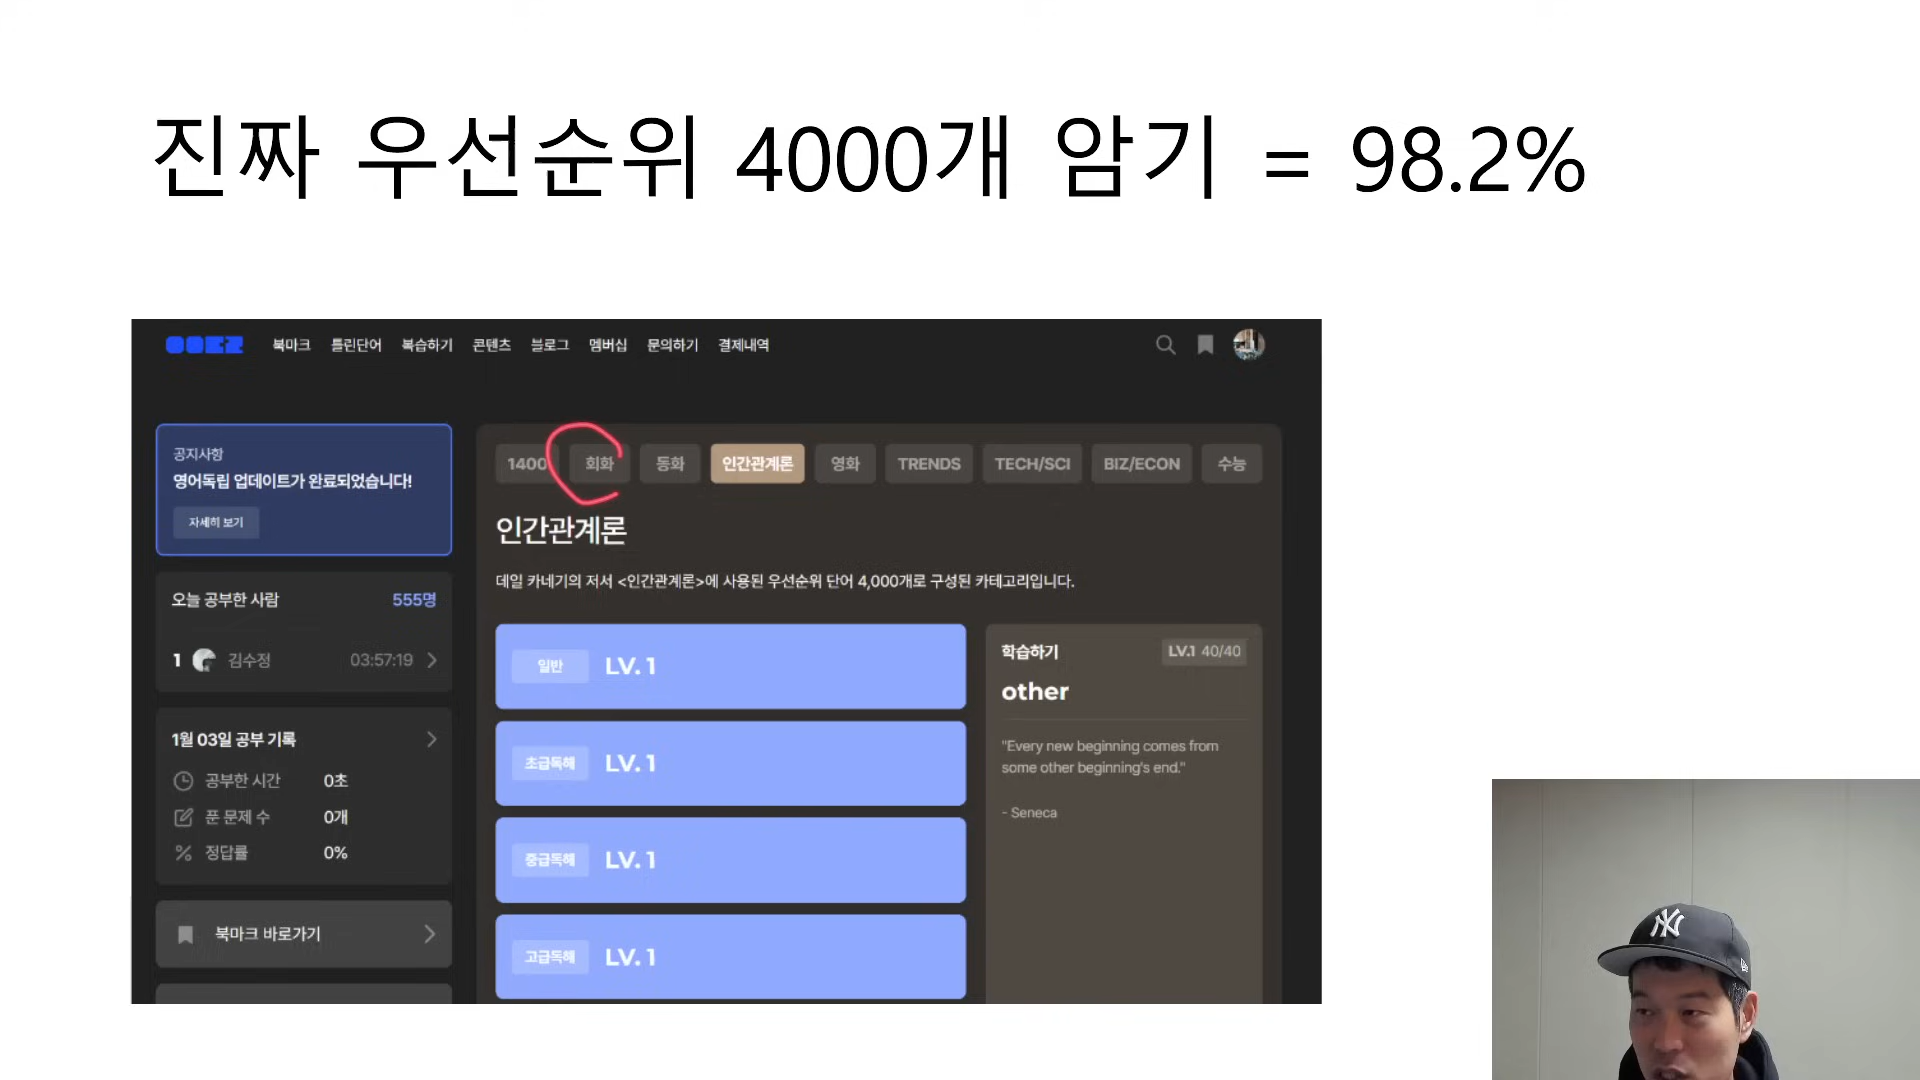 진짜 우선순위 4000개 암기 = 98.2%
북마크 틀린단어 복습하기 콘텐츠 블로그 멤버십 문의하기 결제내역
공지사항
영어독립 업데이트가 완료되었습니다!
자세히 보기
오늘 공부한 사람 555명
1 김수정 03:57:19
1월 03일 공부 기록
공부한 시간 0초
푼 문제 수 0개
정답률 0%
북마크 바로가기
1400 회화 동화 인간관계론 영화 TRENDS TECH/SCI BIZ/ECON 수능
인간관계론
데일 카네기의 저서 <인간관계론>에 사용된 우선순위 단어 4,000개로 구성된 카테고리입니다.
일반 LV. 1
초급독해 LV. 1
중급독해 LV. 1
고급독해 LV. 1
학습하기 LV.1 40/40
other
"Every new beginning comes from
some other beginning's end."
- Seneca
NY